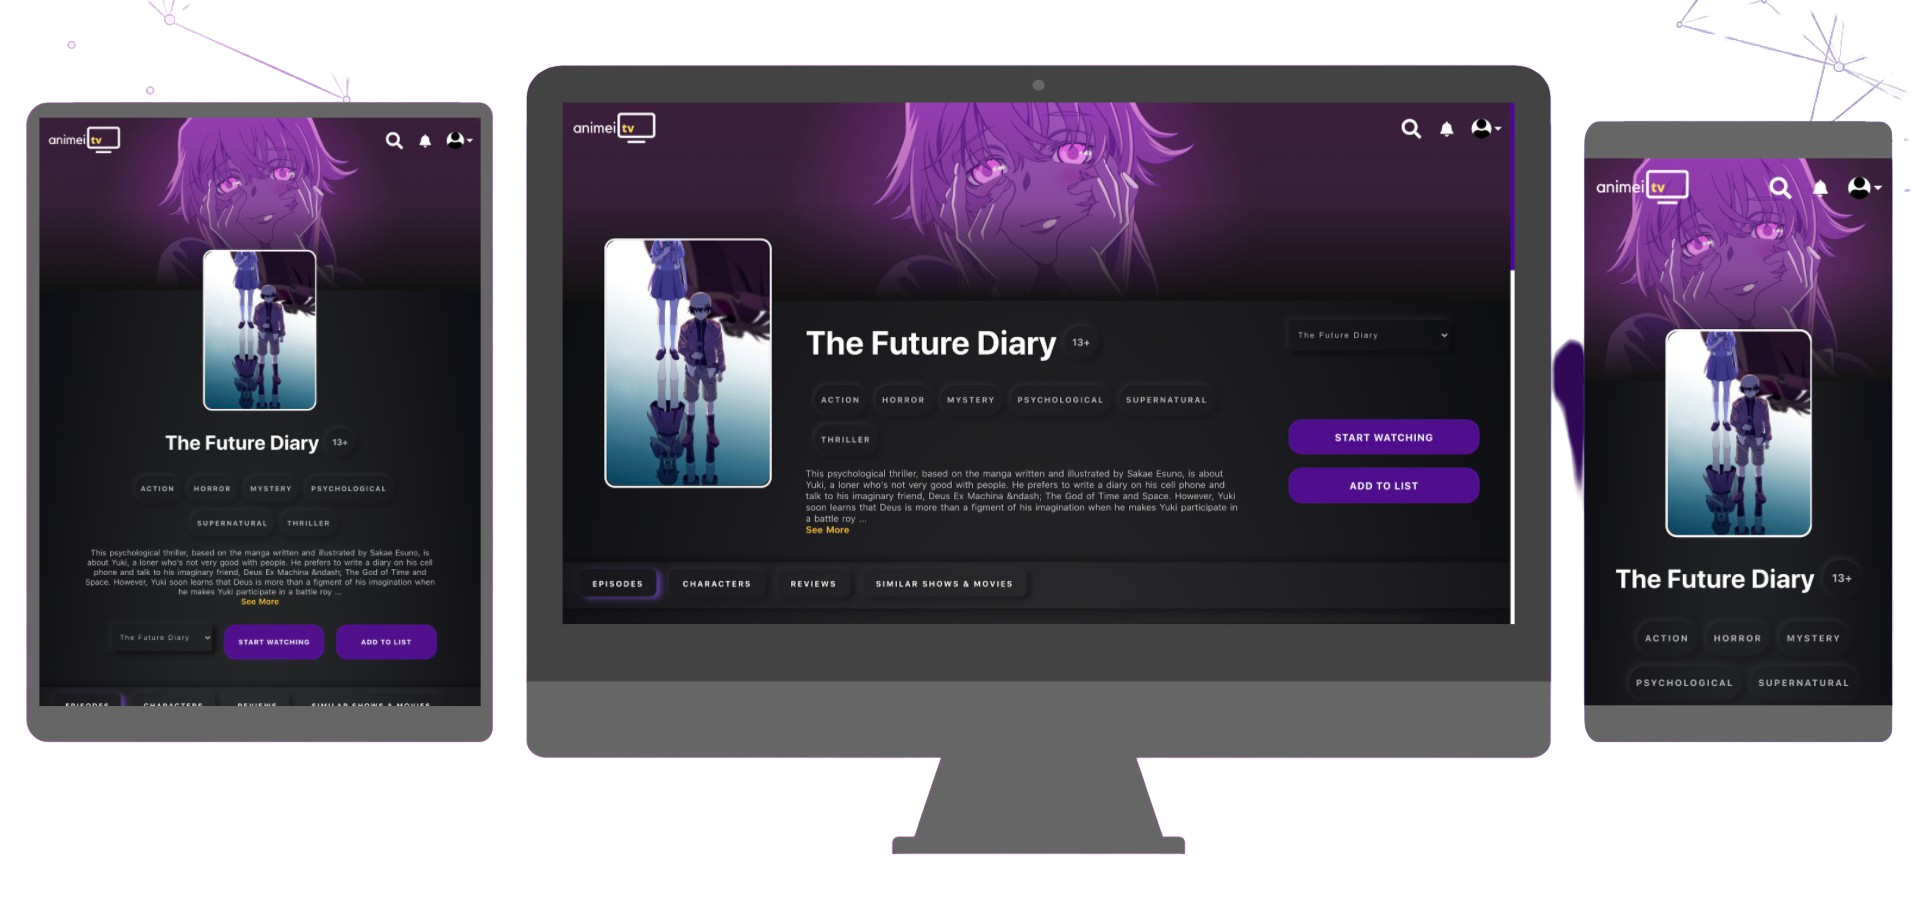 animei tv
The Future Diary 13+
ACTION HORROR MYSTERY PSYCHOLOGICAL
SUPERNATURAL THRILLER
This psychological thriller, based on the manga written and illustrated by Sakae Esuno, is
about Yuki, a loner who's not very good with people. He prefers to write a diary on his cell
phone and talk to his imaginary friend, Deus Ex Machina &ndash; The God of Time and
Space. However, Yuki soon learns that Deus is more than a figment of his imagination when
he makes Yuki participate in a battle roy ...
See More
The Future Diary START WATCHING ADD TO LIST
EPISODES CHARACTERS REVIEWS SIMILAR SHOWS & MOVIES
animei tv
The Future Diary 13+
The Future Diary
ACTION HORROR MYSTERY PSYCHOLOGICAL SUPERNATURAL
THRILLER
START WATCHING
ADD TO LIST
This psychological thriller, based on the manga written and illustrated by Sakae Esuno, is about
Yuki, a loner who's not very good with people. He prefers to write a diary on his cell phone and
talk to his imaginary friend, Deus Ex Machina &ndash; The God of Time and Space. However, Yuki
soon learns that Deus is more than a figment of his imagination when he makes Yuki participate in
a battle roy ...
See More
EPISODES CHARACTERS REVIEWS SIMILAR SHOWS & MOVIES
animei tv
The Future Diary 13+
ACTION HORROR MYSTERY
PSYCHOLOGICAL SUPERNATURAL